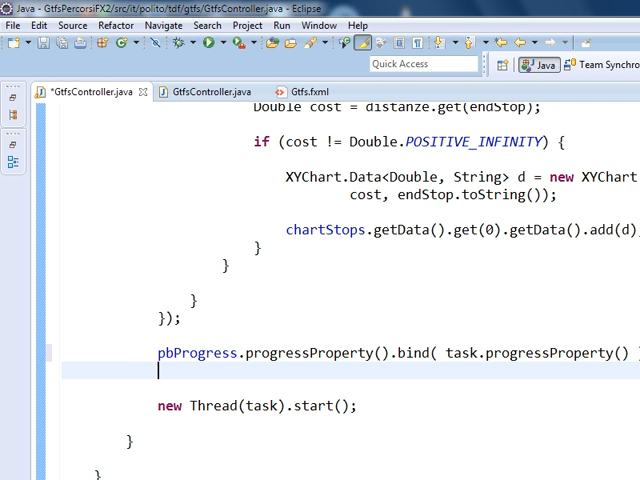 Java - GtfsPercorsiFX2/src/it/polito/tdf/gtfs/GtfsController.java - Eclipse
File Edit Source Refactor Navigate Search Project Run Window Help
Quick Access
Java
Team Synchro
*GtfsController.java
GtfsController.java
Gtfs.fxml
Double cost = distanze.get(endStop);
if (cost != Double.POSITIVE_INFINITY) {
XYChart.Data<Double, String> d = new XYChart
cost, endStop.toString());
chartStops.getData().get(0).getData().add(d);
}
}
}
});
pbProgress.progressProperty().bind( task.progressProperty() )
new Thread(task).start();
}
}